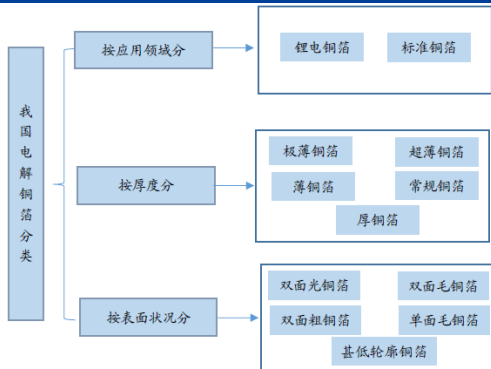 我国电解铜箔分类
按应用领域分
锂电铜箔 标准铜箔
按厚度分
极薄铜箔 超薄铜箔
薄铜箔 常规铜箔
厚铜箔
按表面状况分
双面光铜箔 双面毛铜箔
双面粗铜箔 单面毛铜箔
甚低轮廓铜箔